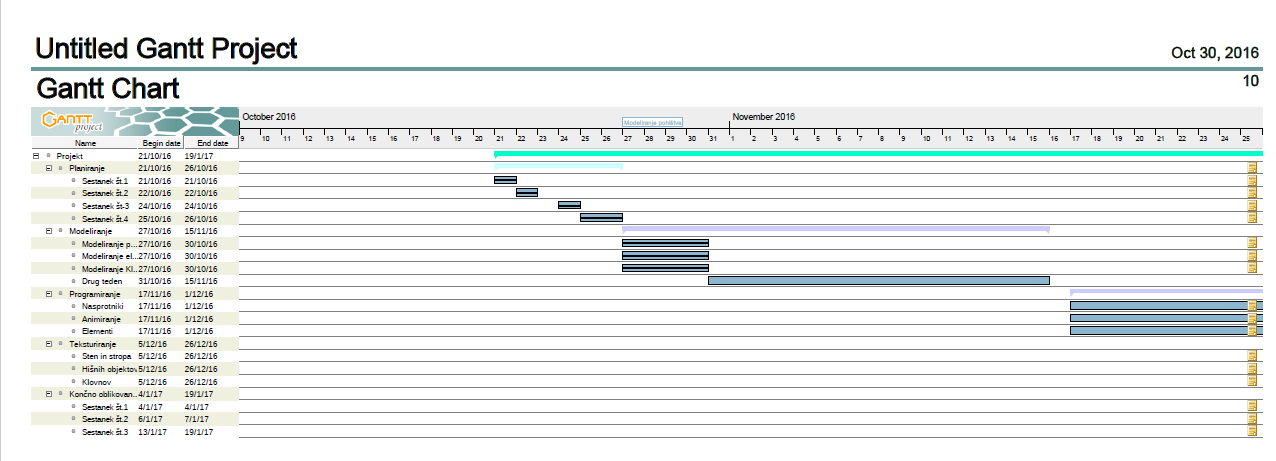 Untitled Gantt Project
Oct 30, 2016
Gantt Chart
10
GANTT project
October 2016
Modeliranje pohištva
November 2016
Name Begin date End date
9 10 11 12 13 14 15 16 17 18 19 20 21 22 23 24 25 26 27 28 29 30 31 1 2 3 4 5 6 7 8 9 10 11 12 13 14 15 16 17 18 19 20 21 22 23 24 25
Projekt 21/10/16 19/1/17
Planiranje 21/10/16 26/10/16
Sestanek št.1 21/10/16 21/10/16
Sestanek št.2 22/10/16 22/10/16
Sestanek št-3 24/10/16 24/10/16
Sestanek št.4 25/10/16 26/10/16
Modeliranje 27/10/16 15/11/16
Modeliranje p... 27/10/16 30/10/16
Modeliranje el... 27/10/16 30/10/16
Modeliranje Kl... 27/10/16 30/10/16
Drug teden 31/10/16 15/11/16
Programiranje 17/11/16 1/12/16
Nasprotniki 17/11/16 1/12/16
Animiranje 17/11/16 1/12/16
Elementi 17/11/16 1/12/16
Teksturiranje 5/12/16 26/12/16
Sten in stropa 5/12/16 26/12/16
Hišnih objektov 5/12/16 26/12/16
Klovnov 5/12/16 26/12/16
Končno oblikovan... 4/1/17 19/1/17
Sestanek št.1 4/1/17 4/1/17
Sestanek št.2 6/1/17 7/1/17
Sestanek št.3 13/1/17 19/1/17